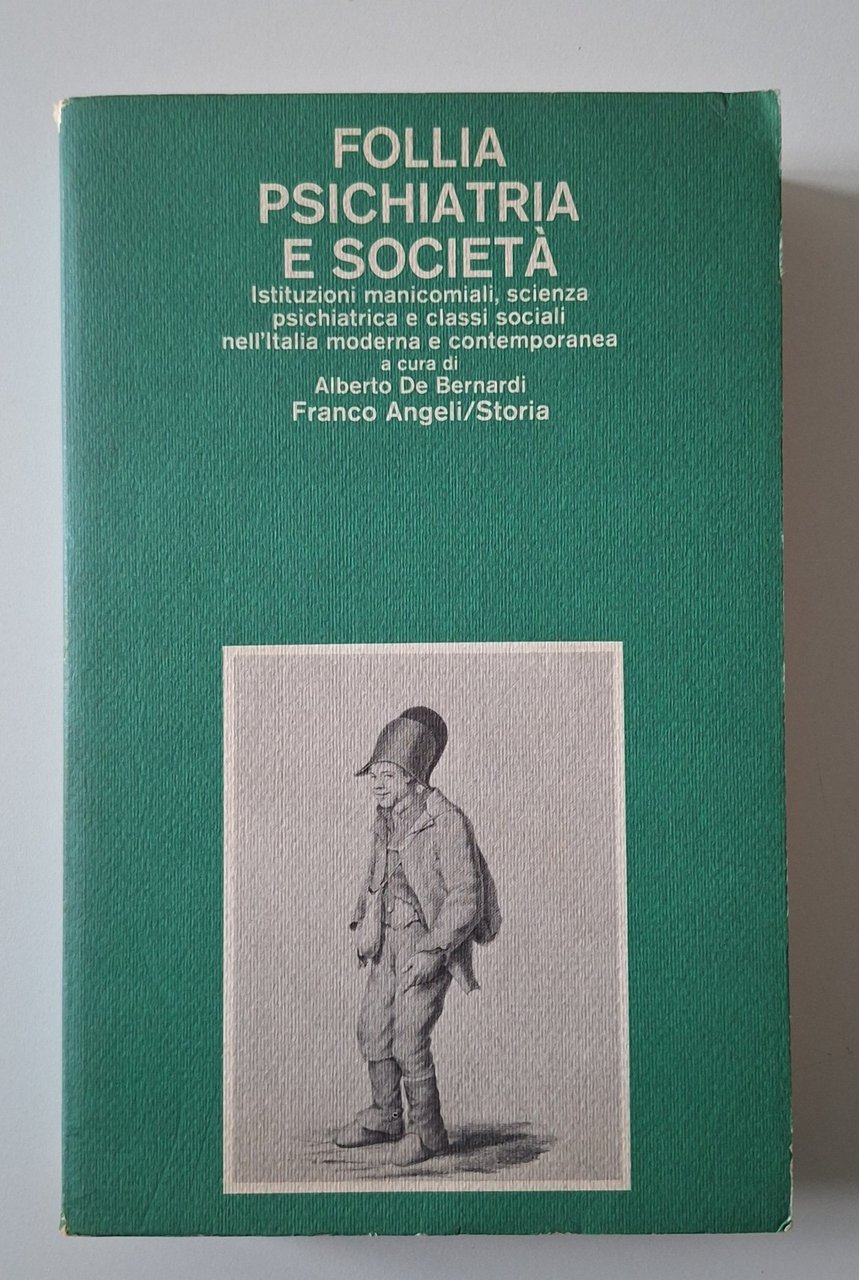 FOLLIA
PSICHIATRIA
E SOCIETÀ
Istituzioni manicomiali, scienza
psichiatrica e classi sociali
nell'Italia moderna e contemporanea
a cura di
Alberto De Bernardi
Franco Angeli/Storia